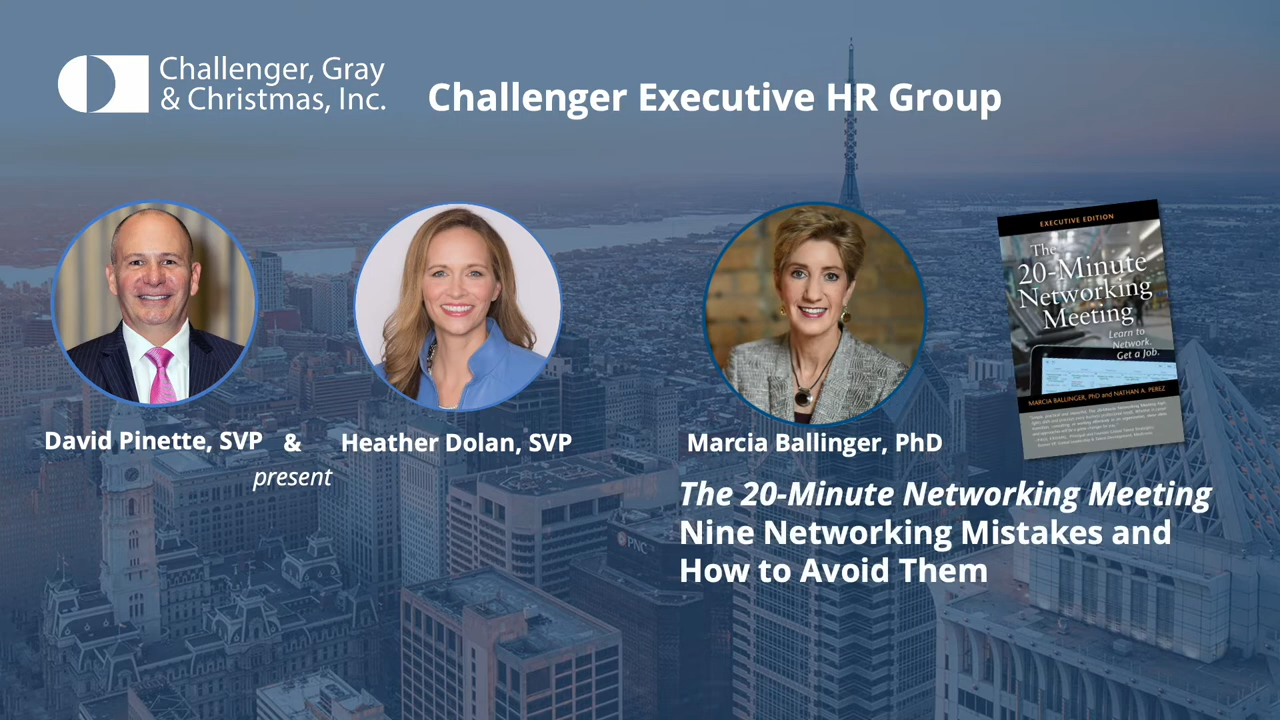 Challenger, Gray
& Christmas, Inc.
Challenger Executive HR Group
David Pinette, SVP
&
Heather Dolan, SVP
present
Marcia Ballinger, PhD
EXECUTIVE EDITION
The
20-Minute
Networking
Meeting
Learn to
Network.
Get a Job.
MARCIA BALLINGER, PHD and NATHAN A. PEREZ
The 20-Minute Networking Meeting
Nine Networking Mistakes and
How to Avoid Them
PNC